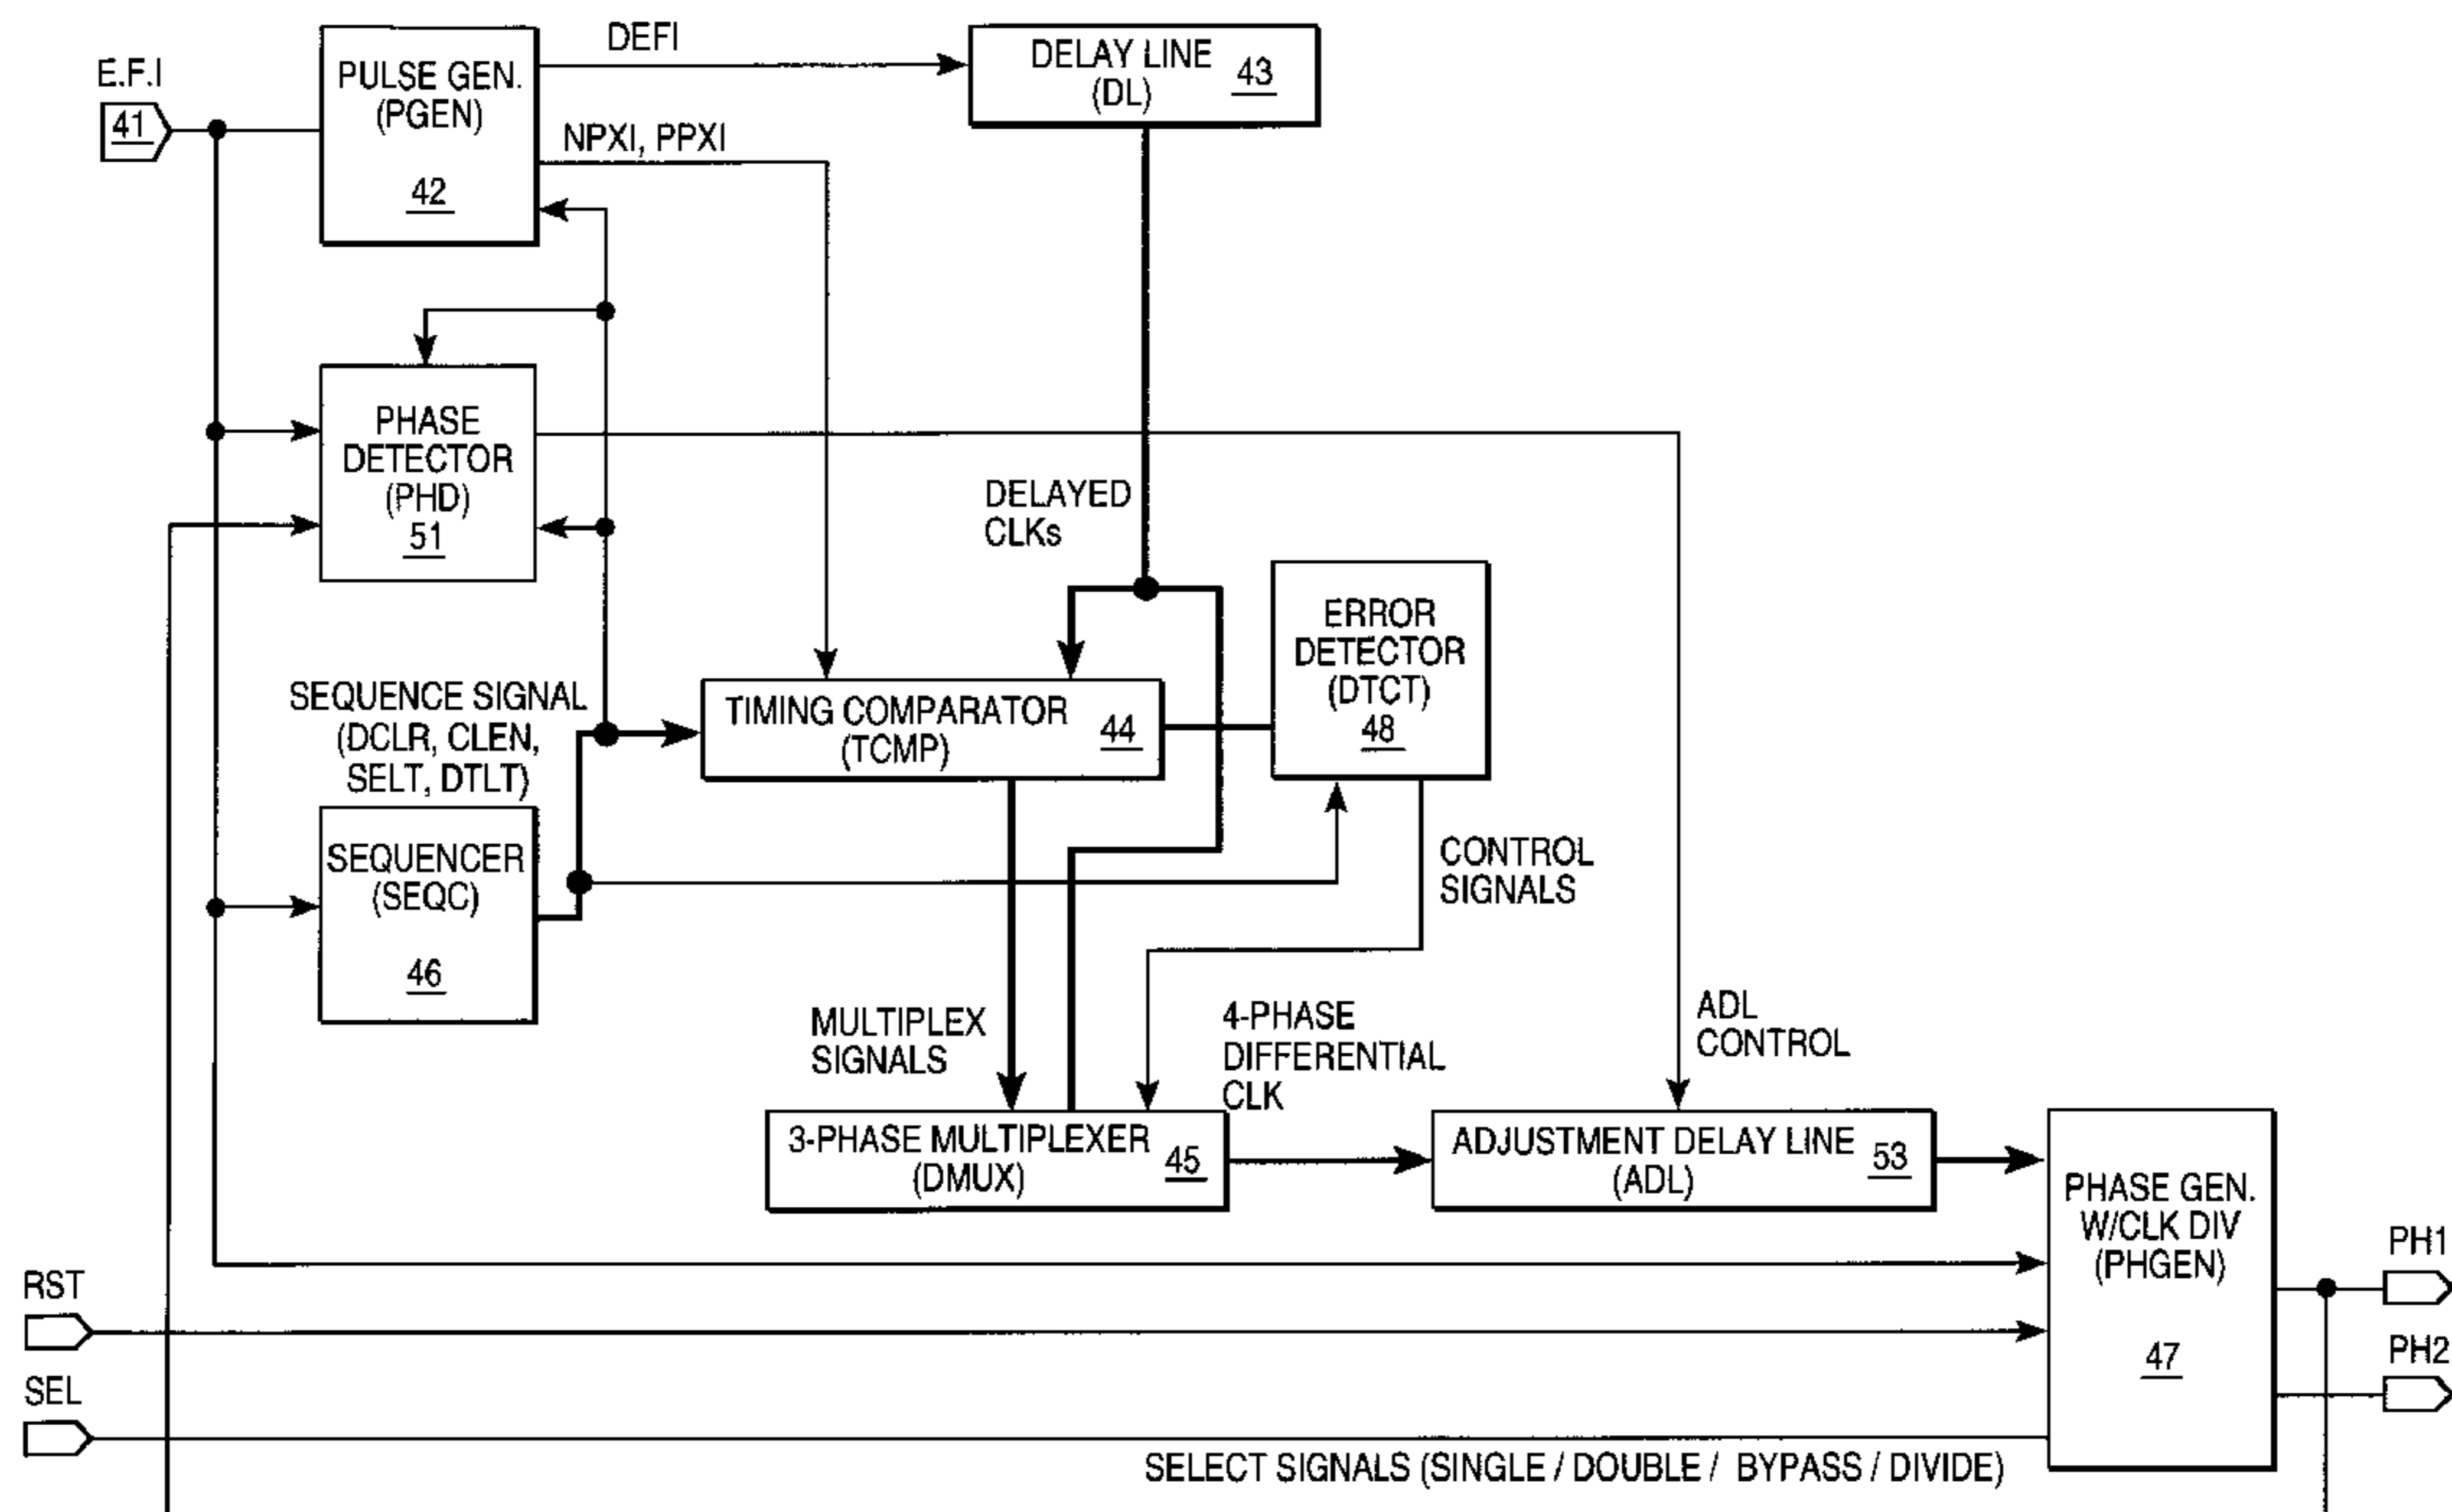 E.F.I
41
PULSE GEN.
(PGEN)
42
DEFI
NPXI, PPXI
DELAY LINE
(DL)
43
PHASE
DETECTOR
(PHD)
51
DELAYED
CLKs
ERROR
DETECTOR
(DTCT)
48
SEQUENCE SIGNAL
(DCLR, CLEN,
SELT, DTLT)
TIMING COMPARATOR
(TCMP)
44
SEQUENCER
(SEQC)
46
CONTROL
SIGNALS
MULTIPLEX
SIGNALS
4-PHASE
DIFFERENTIAL
CLK
ADL
CONTROL
3-PHASE MULTIPLEXER
(DMUX)
45
ADJUSTMENT DELAY LINE
(ADL)
53
PHASE GEN.
W/CLK DIV
(PHGEN)
47
PH1
PH2
RST
SEL
SELECT SIGNALS (SINGLE / DOUBLE / BYPASS / DIVIDE)